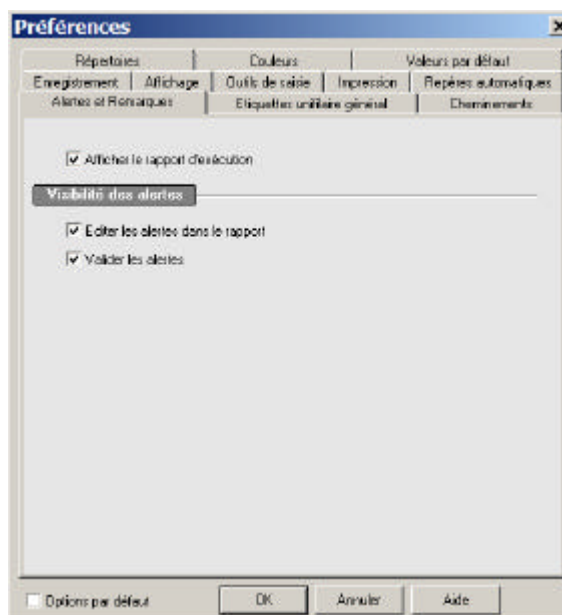 Préférences
Répertoires Couleurs Valeurs par défaut
Enregistrement Affichage Outils de saisie Impression Repères automatiques
Alertes et Remarques Etiquettes unifilaire général Cheminements
Afficher le rapport d'exécution
Visibilité des alertes
Editer les alertes dans le rapport
Valider les alertes
Options par défaut OK Annuler Aide